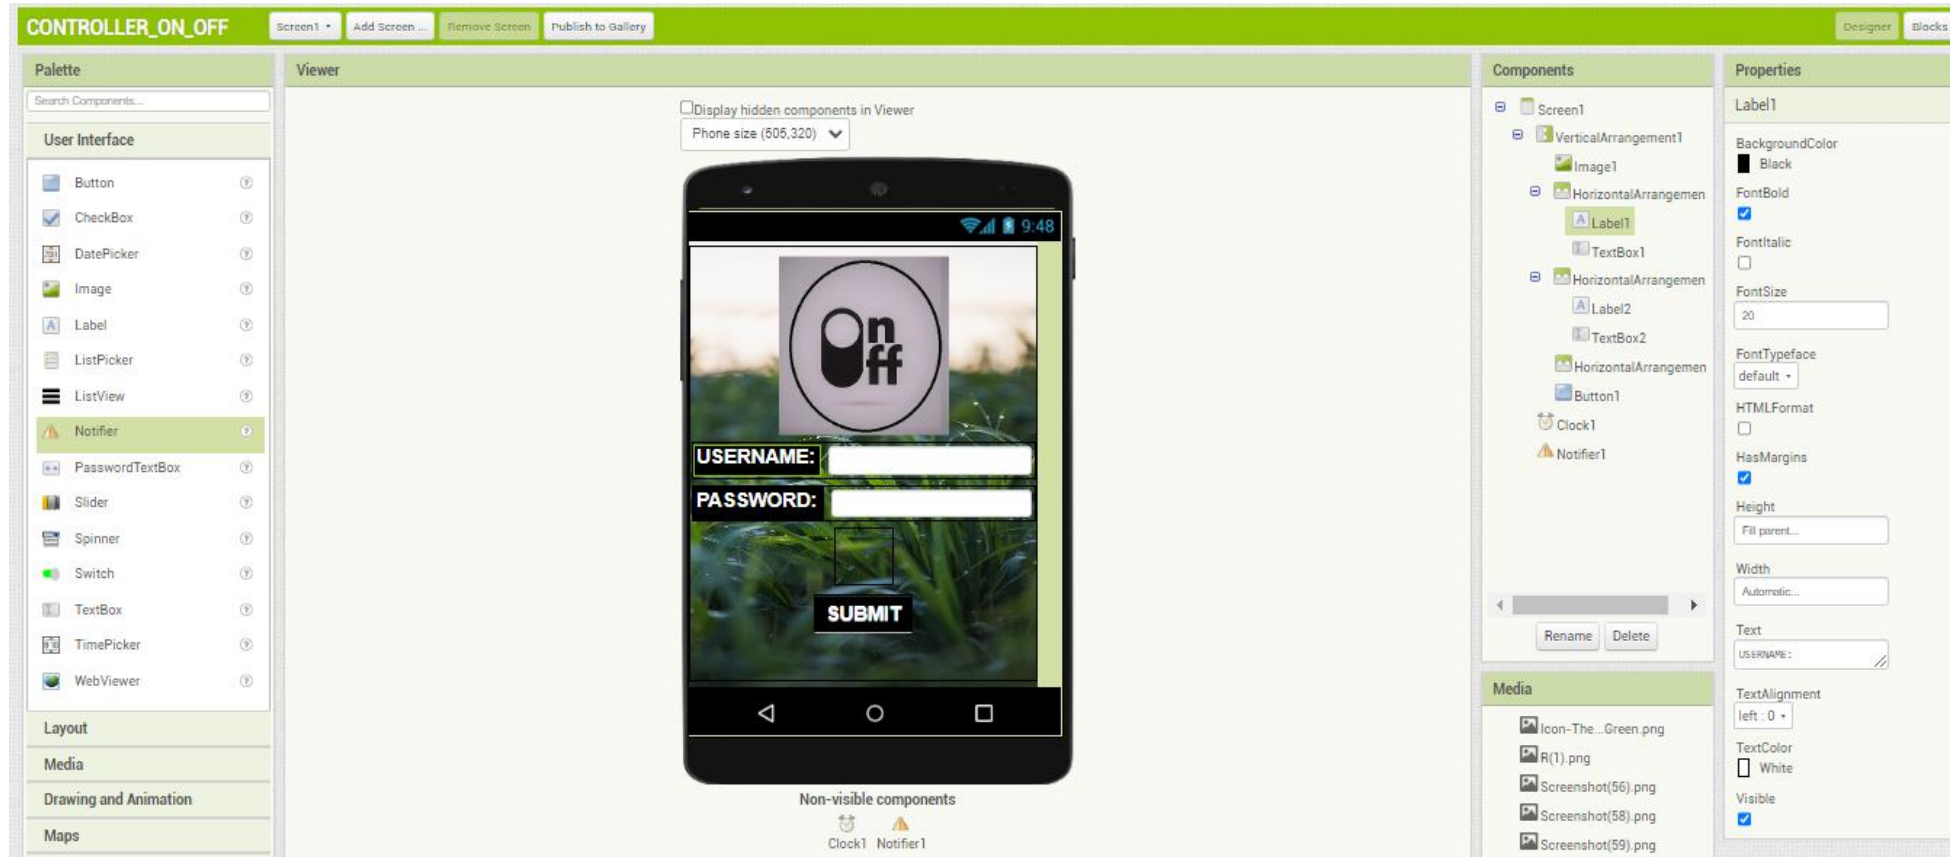 CONTROLLER_ON_OFF
Screen1
Add Screen ...
Remove Screen
Publish to Gallery
Designer
Blocks
Palette
Search Components...
User Interface
Button
CheckBox
DatePicker
Image
Label
ListPicker
ListView
Notifier
PasswordTextBox
Slider
Spinner
Switch
TextBox
TimePicker
WebViewer
Layout
Media
Drawing and Animation
Maps
Viewer
Display hidden components in Viewer
Phone size (505,320)
9:48
On
Off
USERNAME:
PASSWORD:
SUBMIT
Non-visible components
Clock1
Notifier1
Components
Screen1
VerticalArrangement1
Image1
HorizontalArrangemen
Label1
TextBox1
HorizontalArrangemen
Label2
TextBox2
HorizontalArrangemen
Button1
Clock1
Notifier1
Rename
Delete
Media
Icon-The...Green.png
R(1).png
Screenshot(56).png
Screenshot(58).png
Screenshot(59).png
Properties
Label1
BackgroundColor
Black
FontBold
FontItalic
FontSize
20
FontTypeface
default
HTMLFormat
HasMargins
Height
Fill parent...
Width
Automatic...
Text
USERNAME:
TextAlignment
left : 0
TextColor
White
Visible